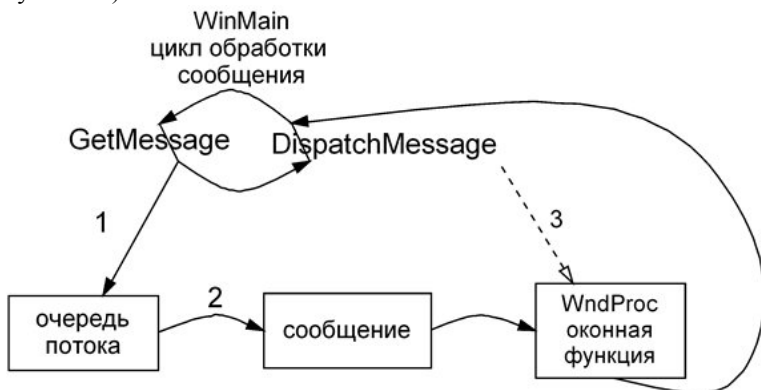 WinMain
цикл обработки
сообщения
GetMessage
DispatchMessage
1
3
2
очередь
потока
сообщение
WndProc
оконная
функция